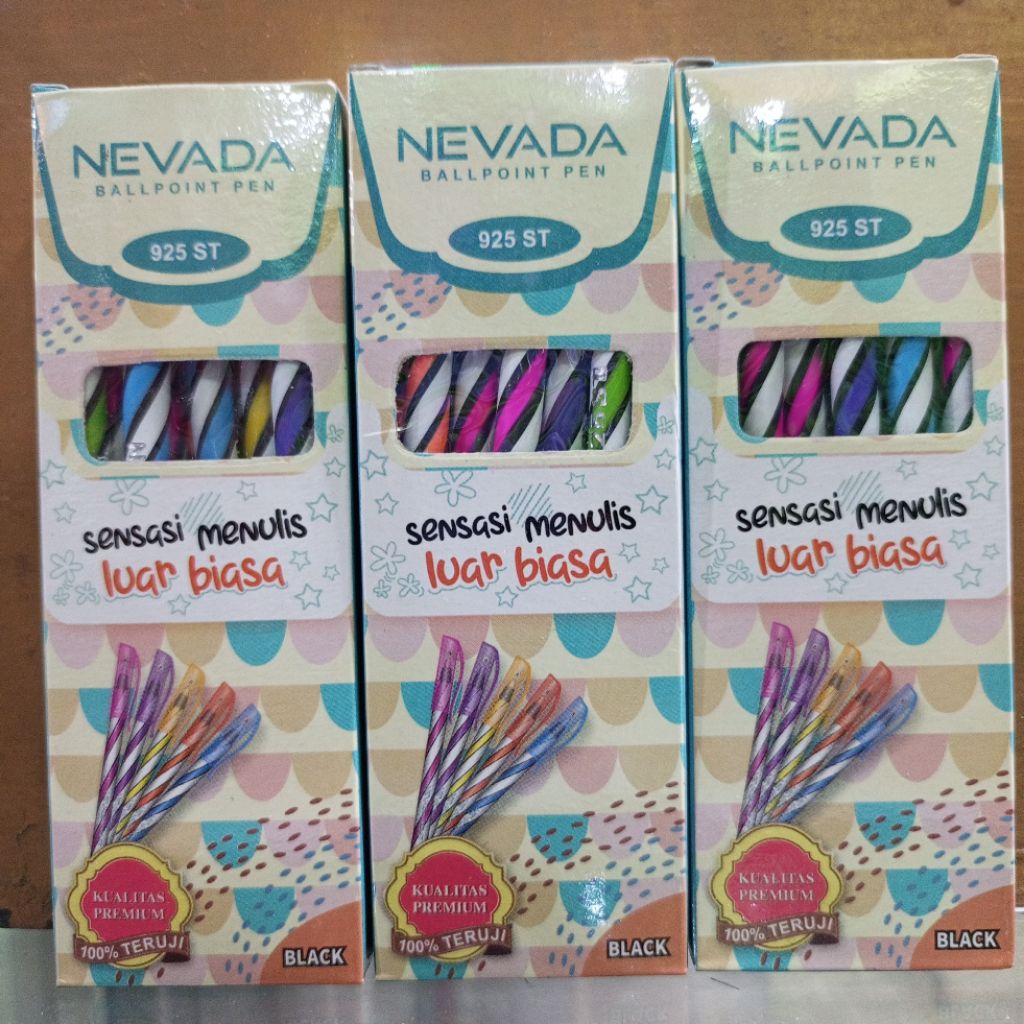 NEVADA
BALLPOINT PEN
925 ST
sensasi menulis
luar biasa
KUALITAS
PREMIUM
100% TERUJI
BLACK
NEVADA
BALLPOINT PEN
925 ST
sensasi menulis
luar biasa
KUALITAS
PREMIUM
100% TERUJI
BLACK
NEVADA
BALLPOINT PEN
925 ST
sensasi menulis
luar biasa
KUALITAS
PREMIUM
100% TERUJI
BLACK